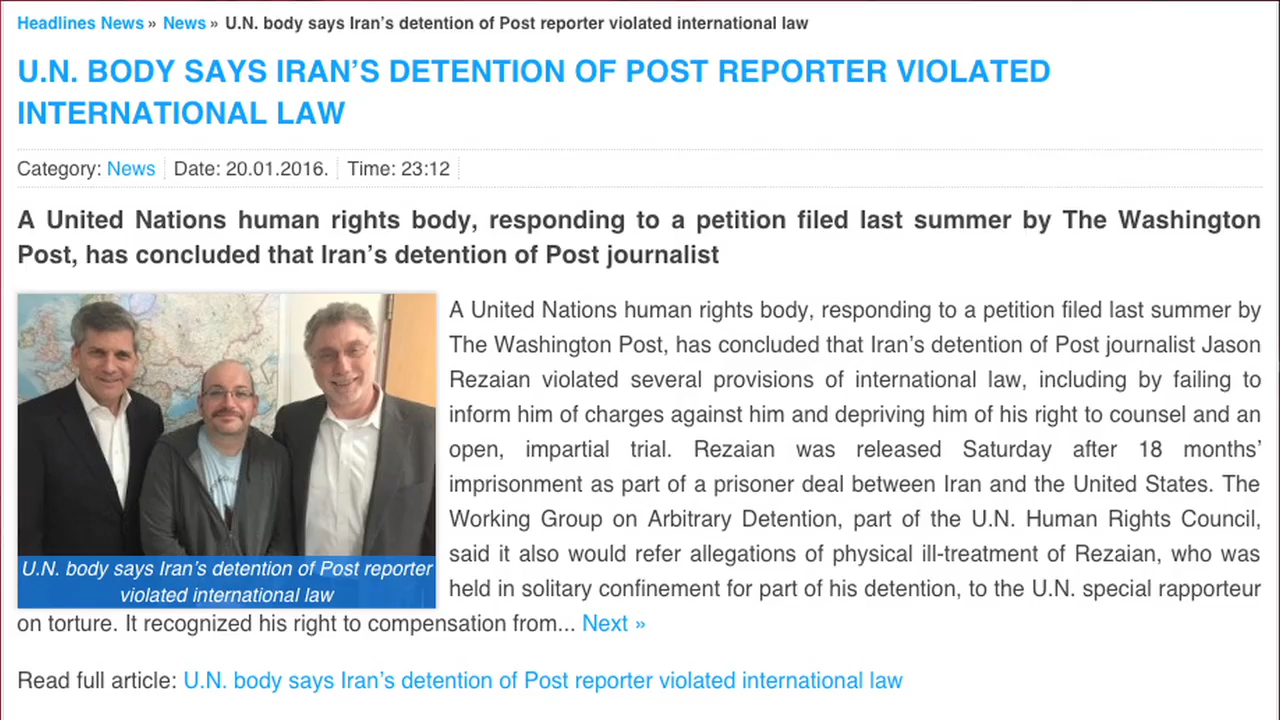 Headlines News » News » U.N. body says Iran’s detention of Post reporter violated international law
U.N. BODY SAYS IRAN’S DETENTION OF POST REPORTER VIOLATED
INTERNATIONAL LAW
Category: News Date: 20.01.2016. Time: 23:12
A United Nations human rights body, responding to a petition filed last summer by The Washington
Post, has concluded that Iran’s detention of Post journalist
A United Nations human rights body, responding to a petition filed last summer by
The Washington Post, has concluded that Iran’s detention of Post journalist Jason
Rezaian violated several provisions of international law, including by failing to
inform him of charges against him and depriving him of his right to counsel and an
open, impartial trial. Rezaian was released Saturday after 18 months’
imprisonment as part of a prisoner deal between Iran and the United States. The
Working Group on Arbitrary Detention, part of the U.N. Human Rights Council,
said it also would refer allegations of physical ill-treatment of Rezaian, who was
held in solitary confinement for part of his detention, to the U.N. special rapporteur
on torture. It recognized his right to compensation from... Next »
U.N. body says Iran’s detention of Post reporter
violated international law
Read full article: U.N. body says Iran’s detention of Post reporter violated international law